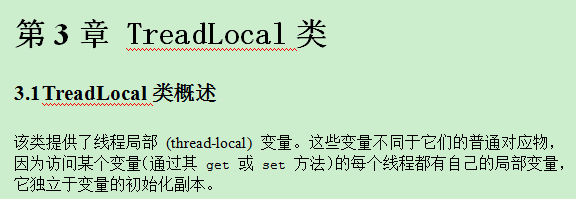 第 3 章 TreadLocal 类
3.1TreadLocal 类概述
该类提供了线程局部 (thread-local) 变量。这些变量不同于它们的普通对应物,
因为访问某个变量(通过其 get 或 set 方法)的每个线程都有自己的局部变量,
它独立于变量的初始化副本。